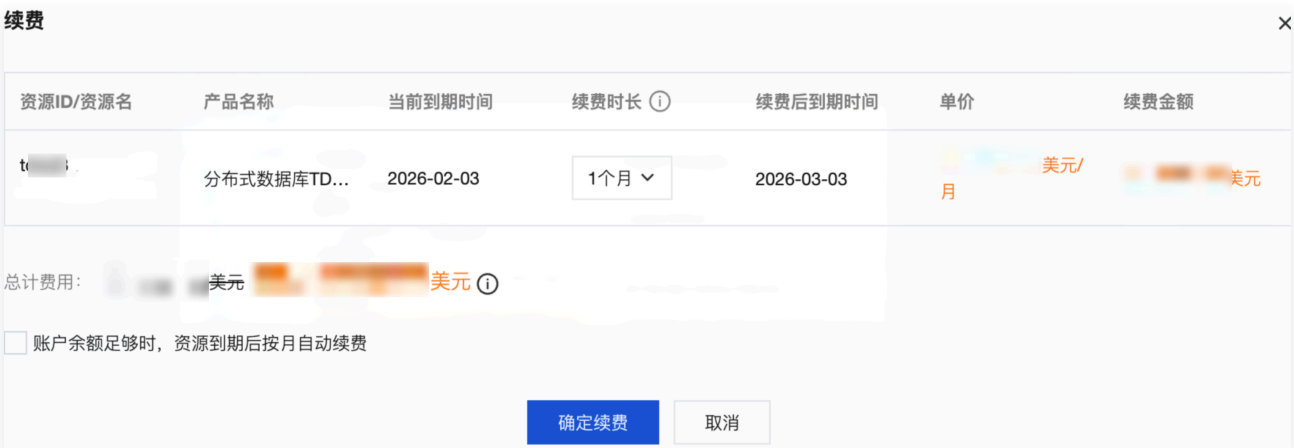 续费
资源ID/资源名 产品名称 当前到期时间 续费时长 续费后到期时间 单价 续费金额
分布式数据库TD... 2026-02-03 1个月 2026-03-03 美元/月 美元
总计费用: 美元 美元
账户余额足够时，资源到期后按月自动续费
确定续费 取消